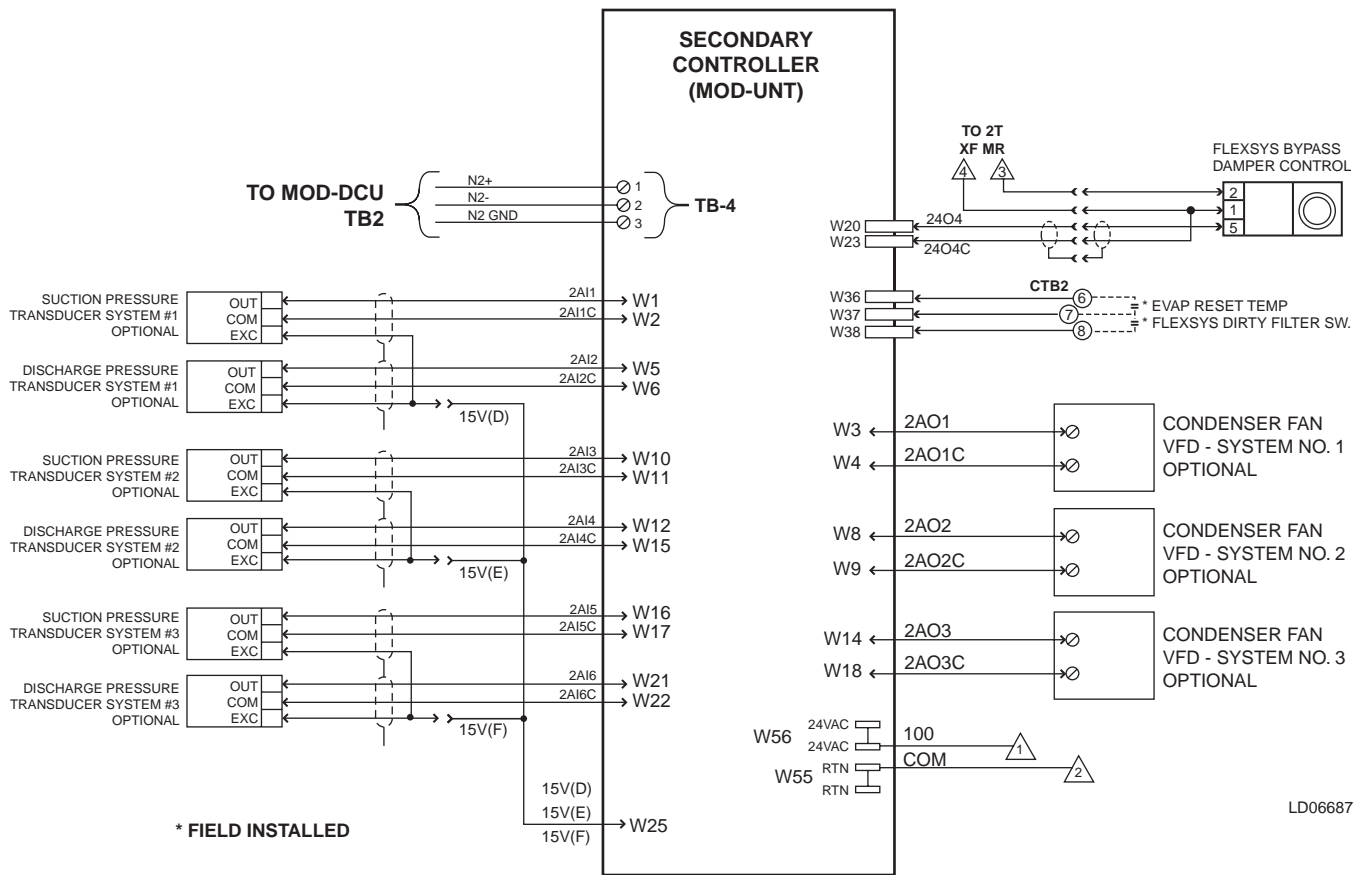 SECONDARY
CONTROLLER
(MOD-UNT)
TO MOD-DCU
TB2
N2+
N2-
N2 GND
1
2
3
TB-4
TO 2T
XF MR
4
3
FLEXSYS BYPASS
DAMPER CONTROL
2
1
5
W20
24O4
W23
24O4C
W36
W37
W38
CTB2
6
7
8
* EVAP RESET TEMP
* FLEXSYS DIRTY FILTER SW.
SUCTION PRESSURE
TRANSDUCER SYSTEM #1
OPTIONAL
OUT
COM
EXC
2AI1
2AI1C
W1
W2
DISCHARGE PRESSURE
TRANSDUCER SYSTEM #1
OPTIONAL
OUT
COM
EXC
2AI2
2AI2C
W5
W6
15V(D)
SUCTION PRESSURE
TRANSDUCER SYSTEM #2
OPTIONAL
OUT
COM
EXC
2AI3
2AI3C
W10
W11
DISCHARGE PRESSURE
TRANSDUCER SYSTEM #2
OPTIONAL
OUT
COM
EXC
2AI4
2AI4C
W12
W15
15V(E)
SUCTION PRESSURE
TRANSDUCER SYSTEM #3
OPTIONAL
OUT
COM
EXC
2AI5
2AI5C
W16
W17
DISCHARGE PRESSURE
TRANSDUCER SYSTEM #3
OPTIONAL
OUT
COM
EXC
2AI6
2AI6C
W21
W22
15V(F)
15V(D)
15V(E)
15V(F)
W25
W3
2AO1
W4
2AO1C
CONDENSER FAN
VFD - SYSTEM NO. 1
OPTIONAL
W8
2AO2
W9
2AO2C
CONDENSER FAN
VFD - SYSTEM NO. 2
OPTIONAL
W14
2AO3
W18
2AO3C
CONDENSER FAN
VFD - SYSTEM NO. 3
OPTIONAL
W56
24VAC
24VAC
100
1
W55
RTN
RTN
COM
2
* FIELD INSTALLED
LD06687